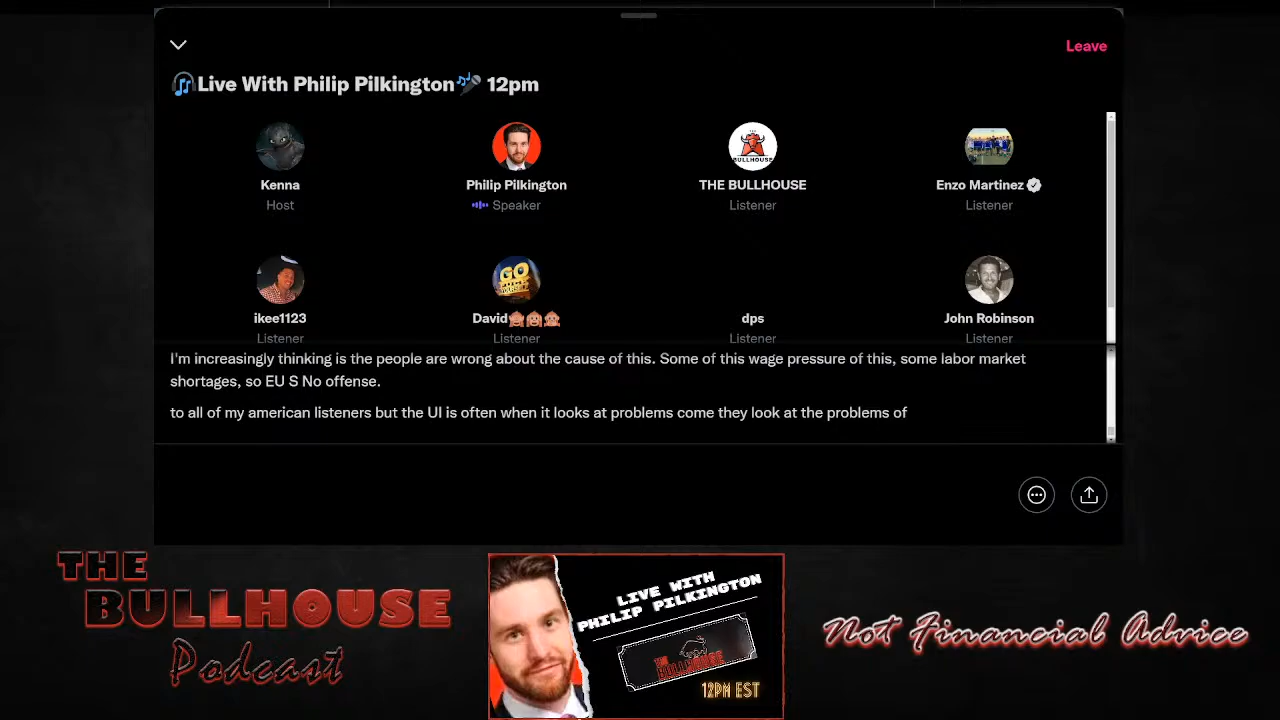 Leave
🎧Live With Philip Pilkington🎤 12pm
Kenna
Host
Philip Pilkington
Speaker
THE BULLHOUSE
Listener
Enzo Martinez
Listener
BULLHOUSE
ikee1123
Listener
GO
David🙈🙉🙊
Listener
dps
Listener
John Robinson
Listener
I'm increasingly thinking is the people are wrong about the cause of this. Some of this wage pressure of this, some labor market
shortages, so EU S No offense.
to all of my american listeners but the UI is often when it looks at problems come they look at the problems of
THE
BULLHOUSE
Podcast
LIVE WITH
PHILIP PILKINGTON
THE
BULLHOUSE
12PM EST
Not Financial Advice